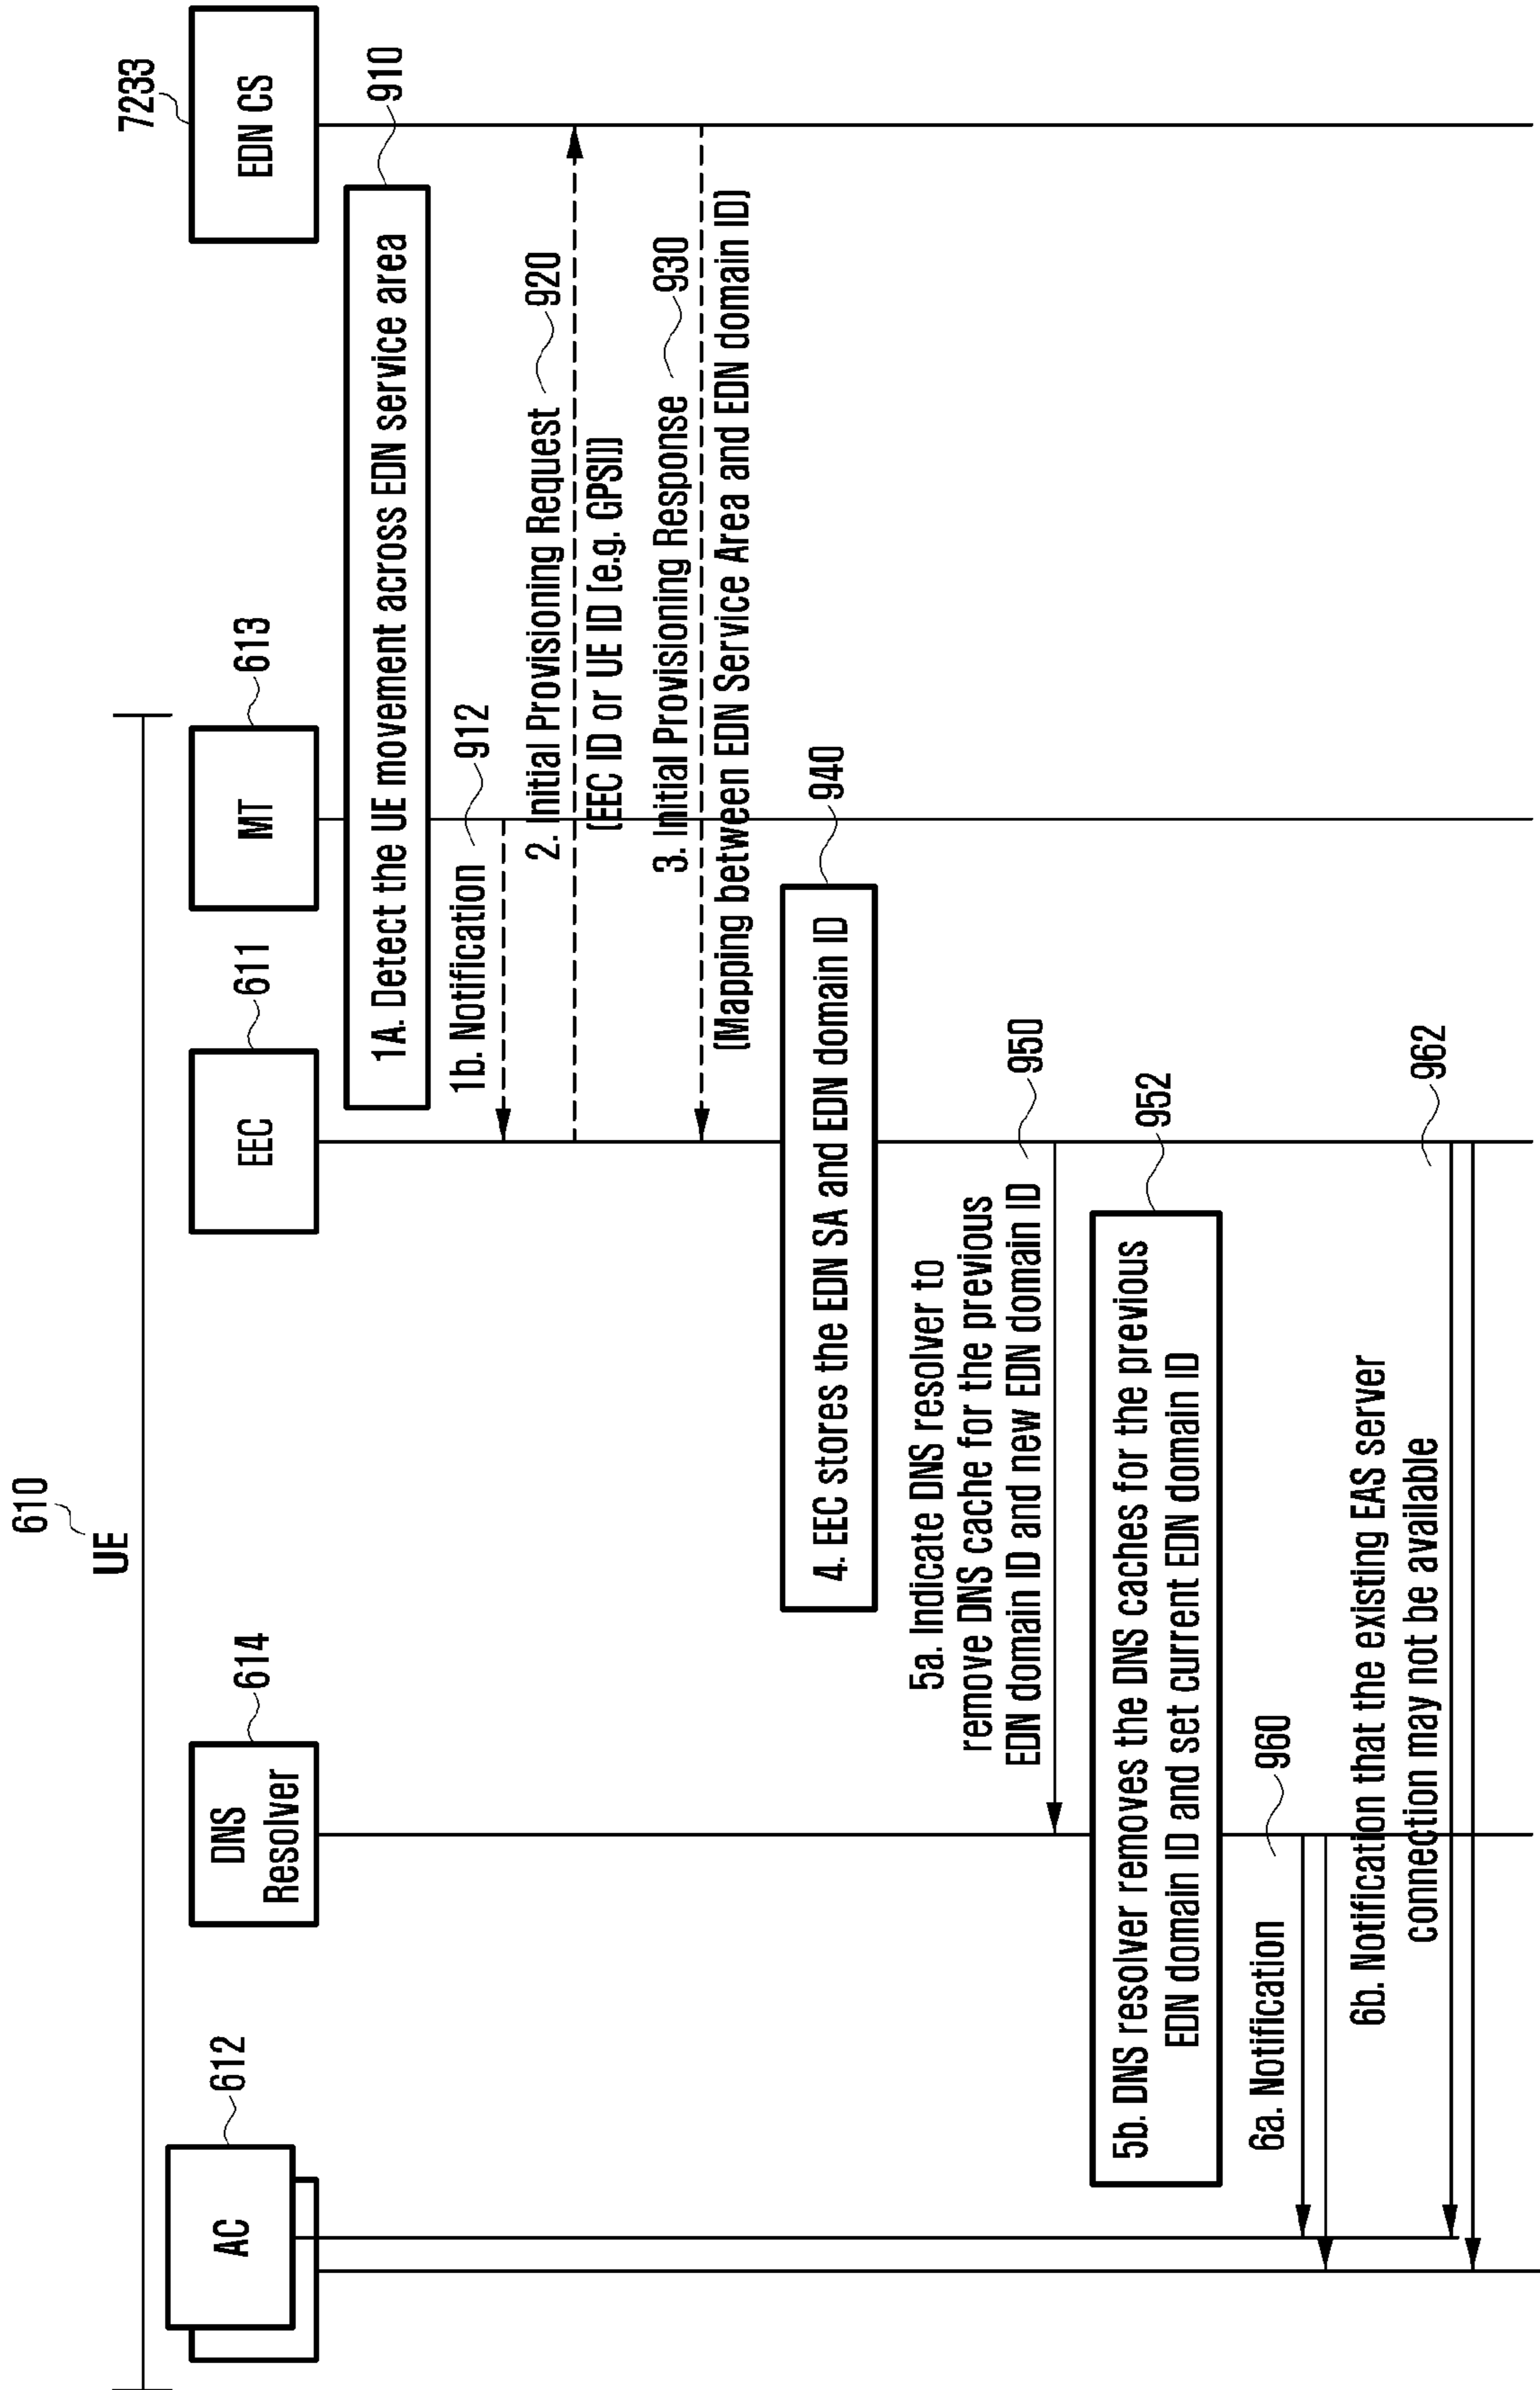 610
UE
AC
612
DNS
Resolver
614
EEC
611
MT
613
EDN CS
7233
1A. Detect the UE movement across EDN service area
910
1b. Notification
912
2. Initial Provisioning Request
920
(EEC ID or UE ID (e.g. GPSI))
3. Initial Provisioning Response
930
(Mapping between EDN Service Area and EDN domain ID)
4. EEC stores the EDN SA and EDN domain ID
940
5a. Indicate DNS resolver to
remove DNS cache for the previous
EDN domain ID and new EDN domain ID
950
5b. DNS resolver removes the DNS caches for the previous
EDN domain ID and set current EDN domain ID
952
6a. Notification
960
6b. Notification that the existing EAS server
connection may not be available
962